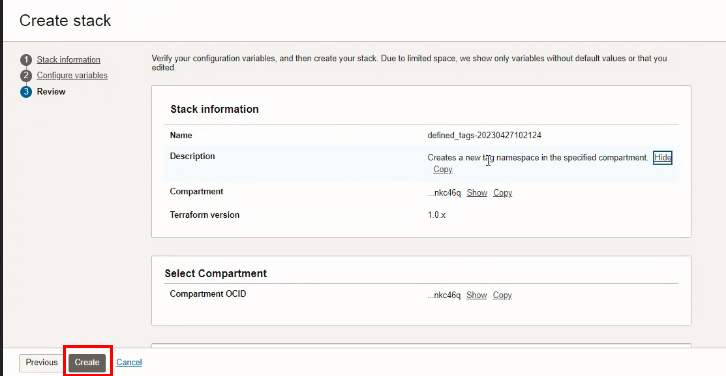 Create stack
1 Stack information
2 Configure variables
3 Review
Verify your configuration variables, and then create your stack. Due to limited space, we show only variables without default values or that you
edited.
Stack information
Name defined_tags-20230427102124
Description Creates a new tag namespace in the specified compartment. Hide
Copy
Compartment ...nkc46q Show Copy
Terraform version 1.0.x
Select Compartment
Compartment OCID ...nkc46q Show Copy
Previous Create Cancel